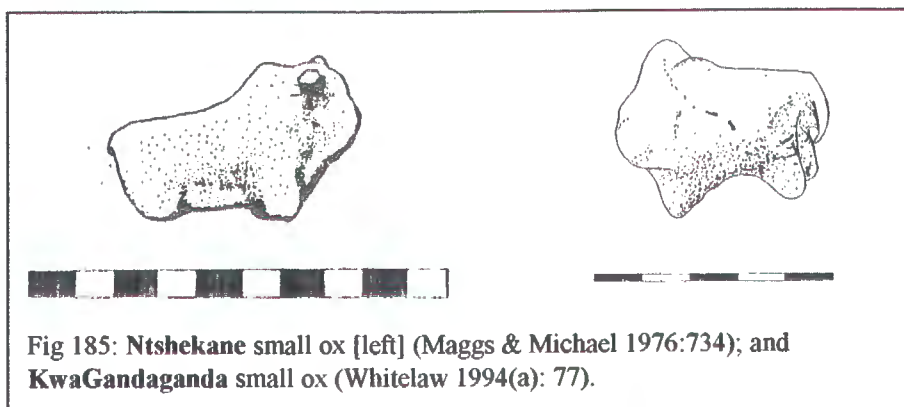 Fig 185: Ntshekane small ox [left] (Maggs & Michael 1976:734); and
KwaGandaganda small ox (Whitelaw 1994(a): 77).